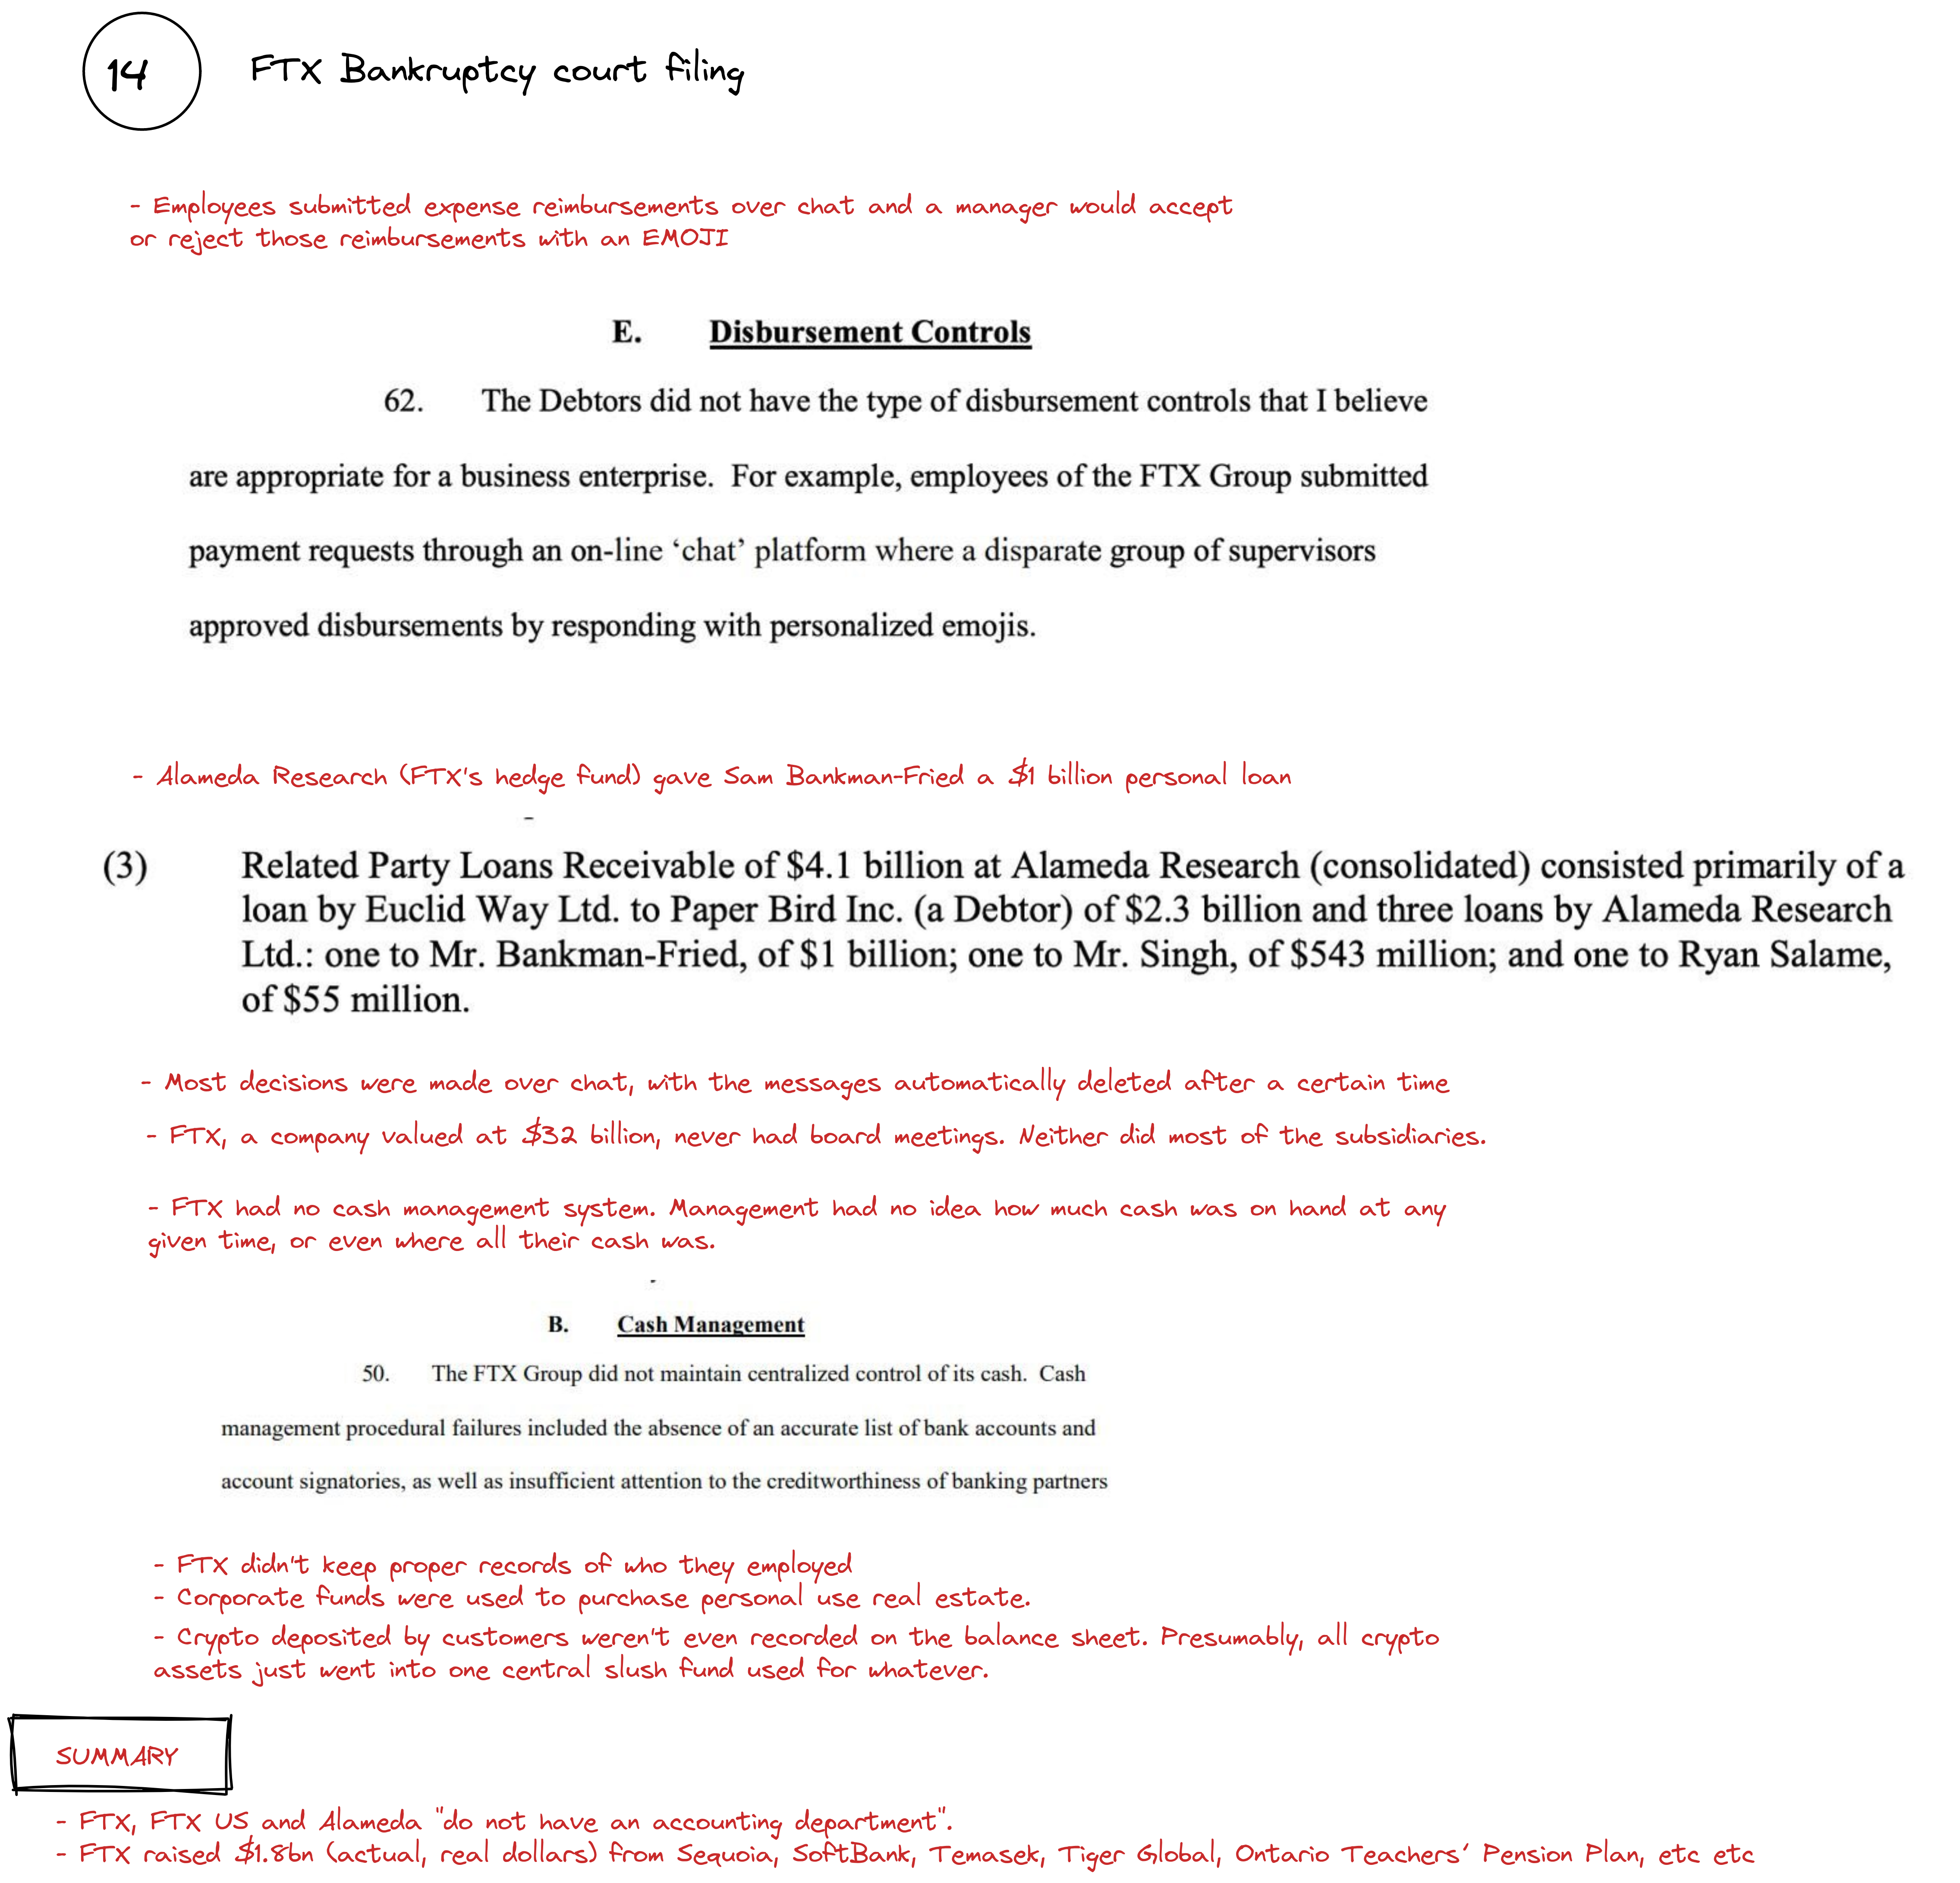 14
FTX Bankruptcy court filing
- Employees submitted expense reimbursements over chat and a manager would accept
or reject those reimbursements with an EMOJI
E. Disbursement Controls
62. The Debtors did not have the type of disbursement controls that I believe
are appropriate for a business enterprise. For example, employees of the FTX Group submitted
payment requests through an on-line ‘chat’ platform where a disparate group of supervisors
approved disbursements by responding with personalized emojis.
- Alameda Research (FTX's hedge fund) gave Sam Bankman-Fried a $1 billion personal loan
(3) Related Party Loans Receivable of $4.1 billion at Alameda Research (consolidated) consisted primarily of a
loan by Euclid Way Ltd. to Paper Bird Inc. (a Debtor) of $2.3 billion and three loans by Alameda Research
Ltd.: one to Mr. Bankman-Fried, of $1 billion; one to Mr. Singh, of $543 million; and one to Ryan Salame,
of $55 million.
- Most decisions were made over chat, with the messages automatically deleted after a certain time
- FTX, a company valued at $32 billion, never had board meetings. Neither did most of the subsidiaries.
- FTX had no cash management system. Management had no idea how much cash was on hand at any
given time, or even where all their cash was.
B. Cash Management
50. The FTX Group did not maintain centralized control of its cash. Cash
management procedural failures included the absence of an accurate list of bank accounts and
account signatories, as well as insufficient attention to the creditworthiness of banking partners
- FTX didn't keep proper records of who they employed
- Corporate funds were used to purchase personal use real estate.
- Crypto deposited by customers weren't even recorded on the balance sheet. Presumably, all crypto
assets just went into one central slush fund used for whatever.
SUMMARY
- FTX, FTX US and Alameda "do not have an accounting department".
- FTX raised $1.8bn (actual, real dollars) from Sequoia, SoftBank, Temasek, Tiger Global, Ontario Teachers' Pension Plan, etc etc